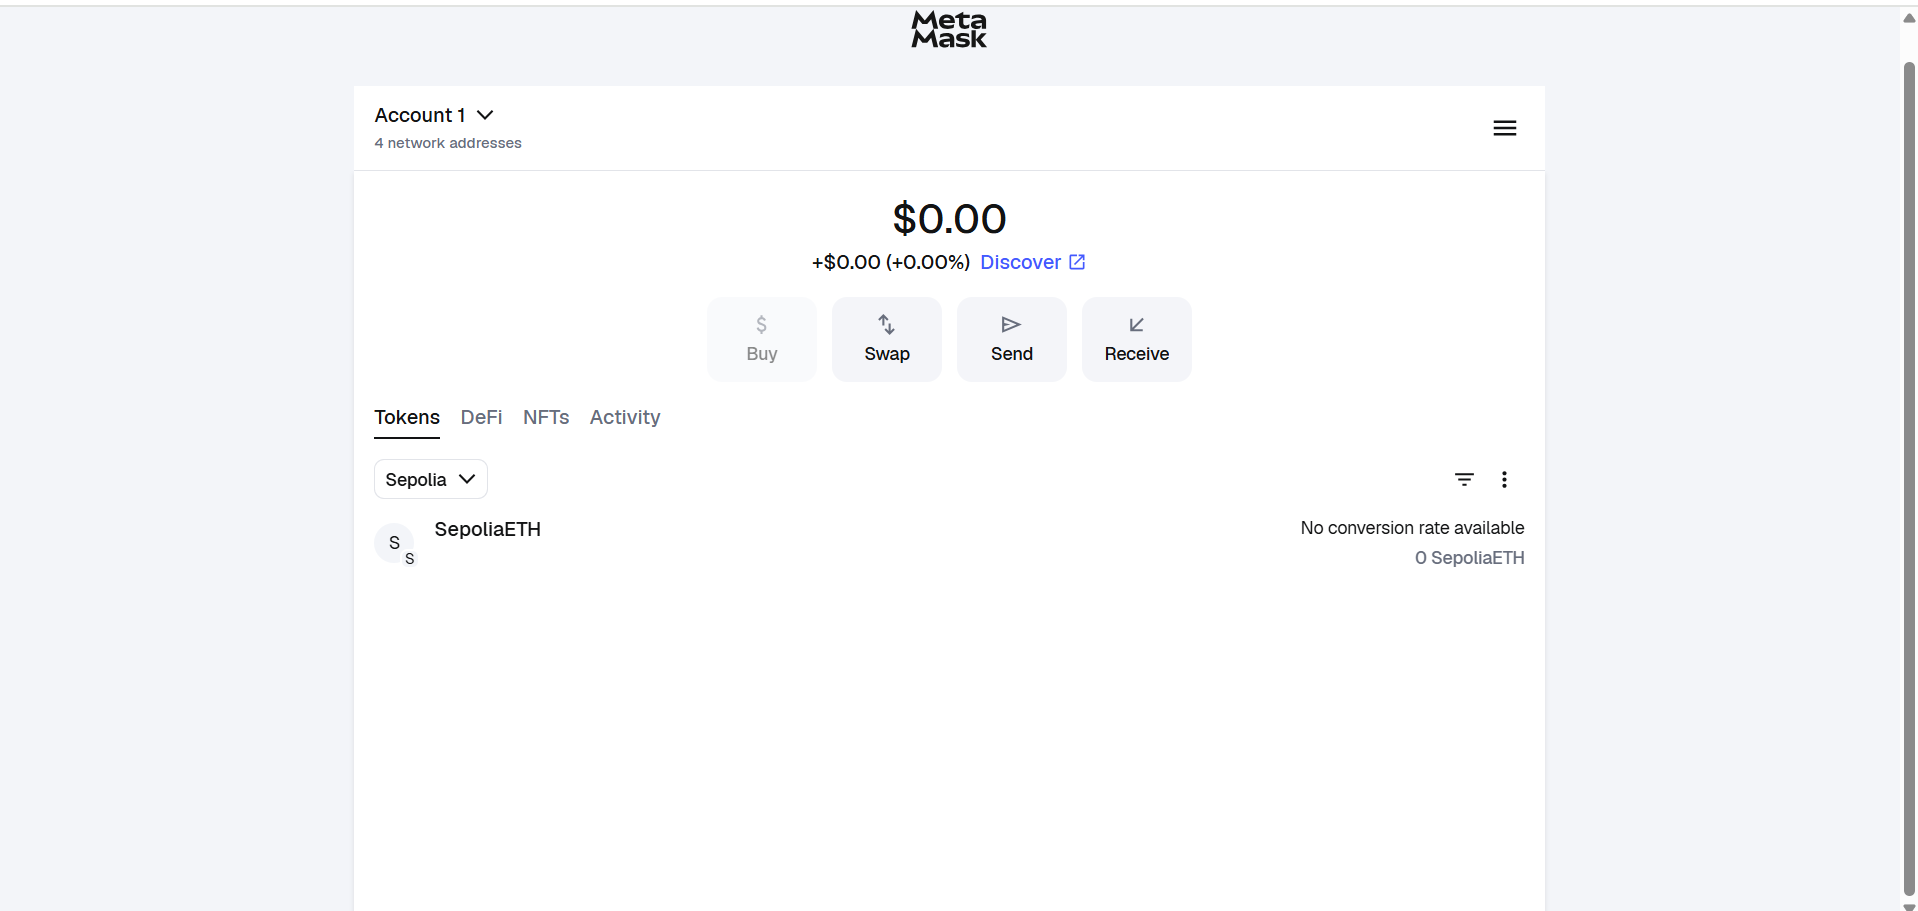 Meta
Mask
Account 1
4 network addresses
$0.00
+$0.00 (+0.00%) Discover
$
Buy
Swap
Send
Receive
Tokens DeFi NFTs Activity
Sepolia
S
S
SepoliaETH
No conversion rate available
0 SepoliaETH